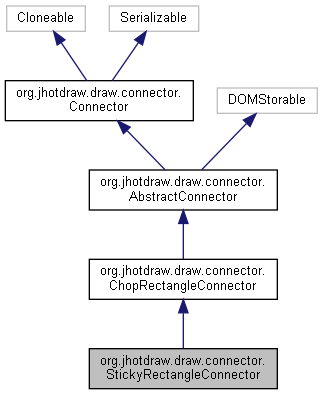 Cloneable
Serializable
org.jhotdraw.draw.connector.
Connector
DOMStorable
org.jhotdraw.draw.connector.
AbstractConnector
org.jhotdraw.draw.connector.
ChopRectangleConnector
org.jhotdraw.draw.connector.
StickyRectangleConnector